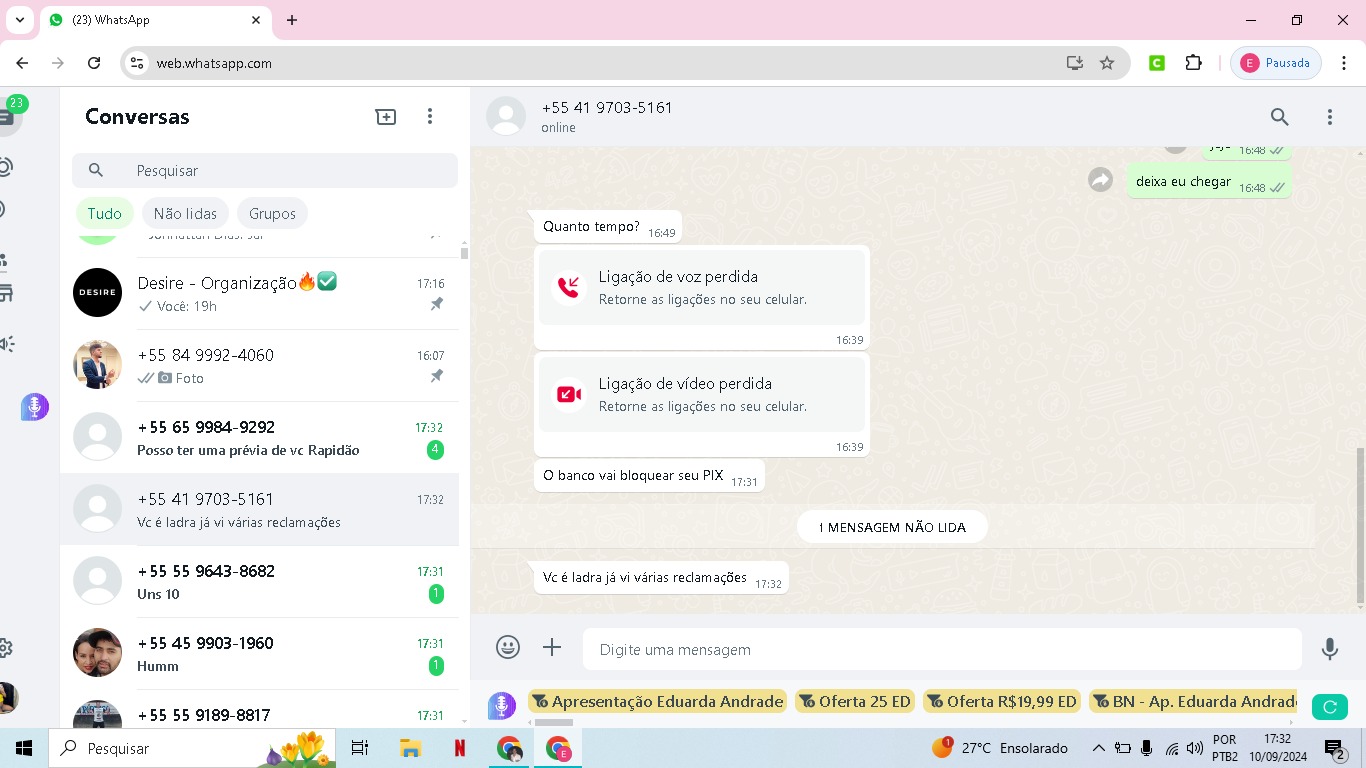 (23) WhatsApp
web.whatsapp.com
E
Pausada
23
Conversas
Pesquisar
Tudo
Não lidas
Grupos
DESIRE
Desire - Organização🔥✅
17:16
Você: 19h
+55 84 9992-4060
16:07
Foto
+55 65 9984-9292
17:32
Posso ter uma prévia de vc Rapidão
4
+55 41 9703-5161
17:32
Vc é ladra já vi várias reclamações
+55 55 9643-8682
17:31
Uns 10
1
+55 45 9903-1960
17:31
Humm
1
+55 55 9189-8817
17:31
+55 41 9703-5161
online
16:48
deixa eu chegar
16:48
Quanto tempo?
16:49
Ligação de voz perdida
Retorne as ligações no seu celular.
16:39
Ligação de vídeo perdida
Retorne as ligações no seu celular.
16:39
O banco vai bloquear seu PIX
17:31
1 MENSAGEM NÃO LIDA
Vc é ladra já vi várias reclamações
17:32
Digite uma mensagem
Apresentação Eduarda Andrade
Oferta 25 ED
Oferta R$19,99 ED
BN - Ap. Eduarda Andrad
Pesquisar
N
E
1
27°C Ensolarado
POR
PTB2
17:32
10/09/2024
2